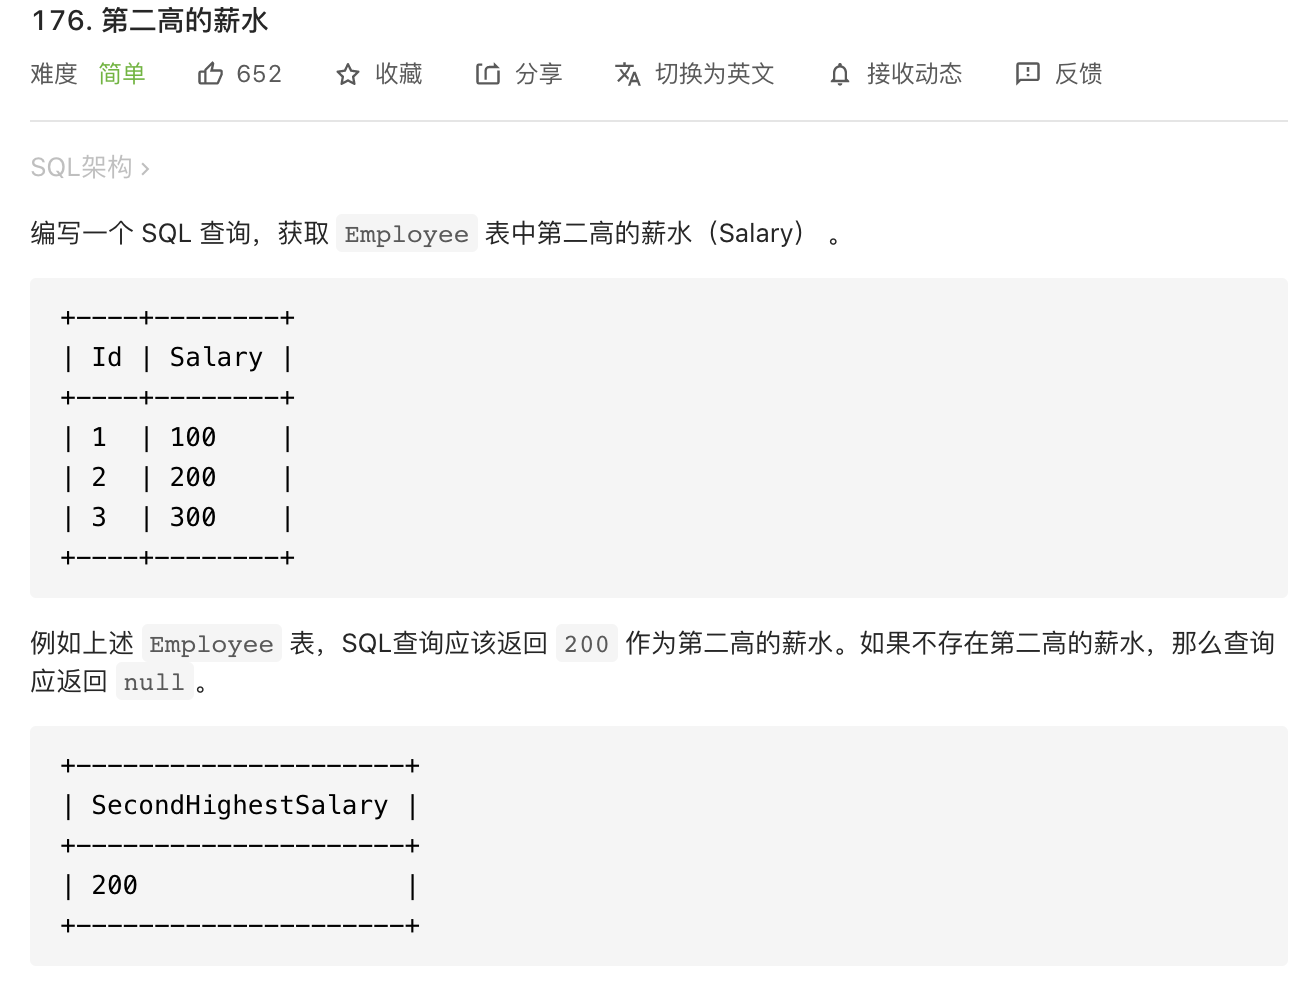 176. 第二高的薪水
难度 简单 652 收藏 分享 切换为英文 接收动态 反馈
SQL架构 >
编写一个 SQL 查询，获取 Employee 表中第二高的薪水（Salary） 。
+----+--------+
| Id | Salary |
+----+--------+
| 1  | 100    |
| 2  | 200    |
| 3  | 300    |
+----+--------+
例如上述 Employee 表，SQL查询应该返回 200 作为第二高的薪水。如果不存在第二高的薪水，那么查询
应返回 null。
+---------------------+
| SecondHighestSalary |
+---------------------+
| 200                 |
+---------------------+